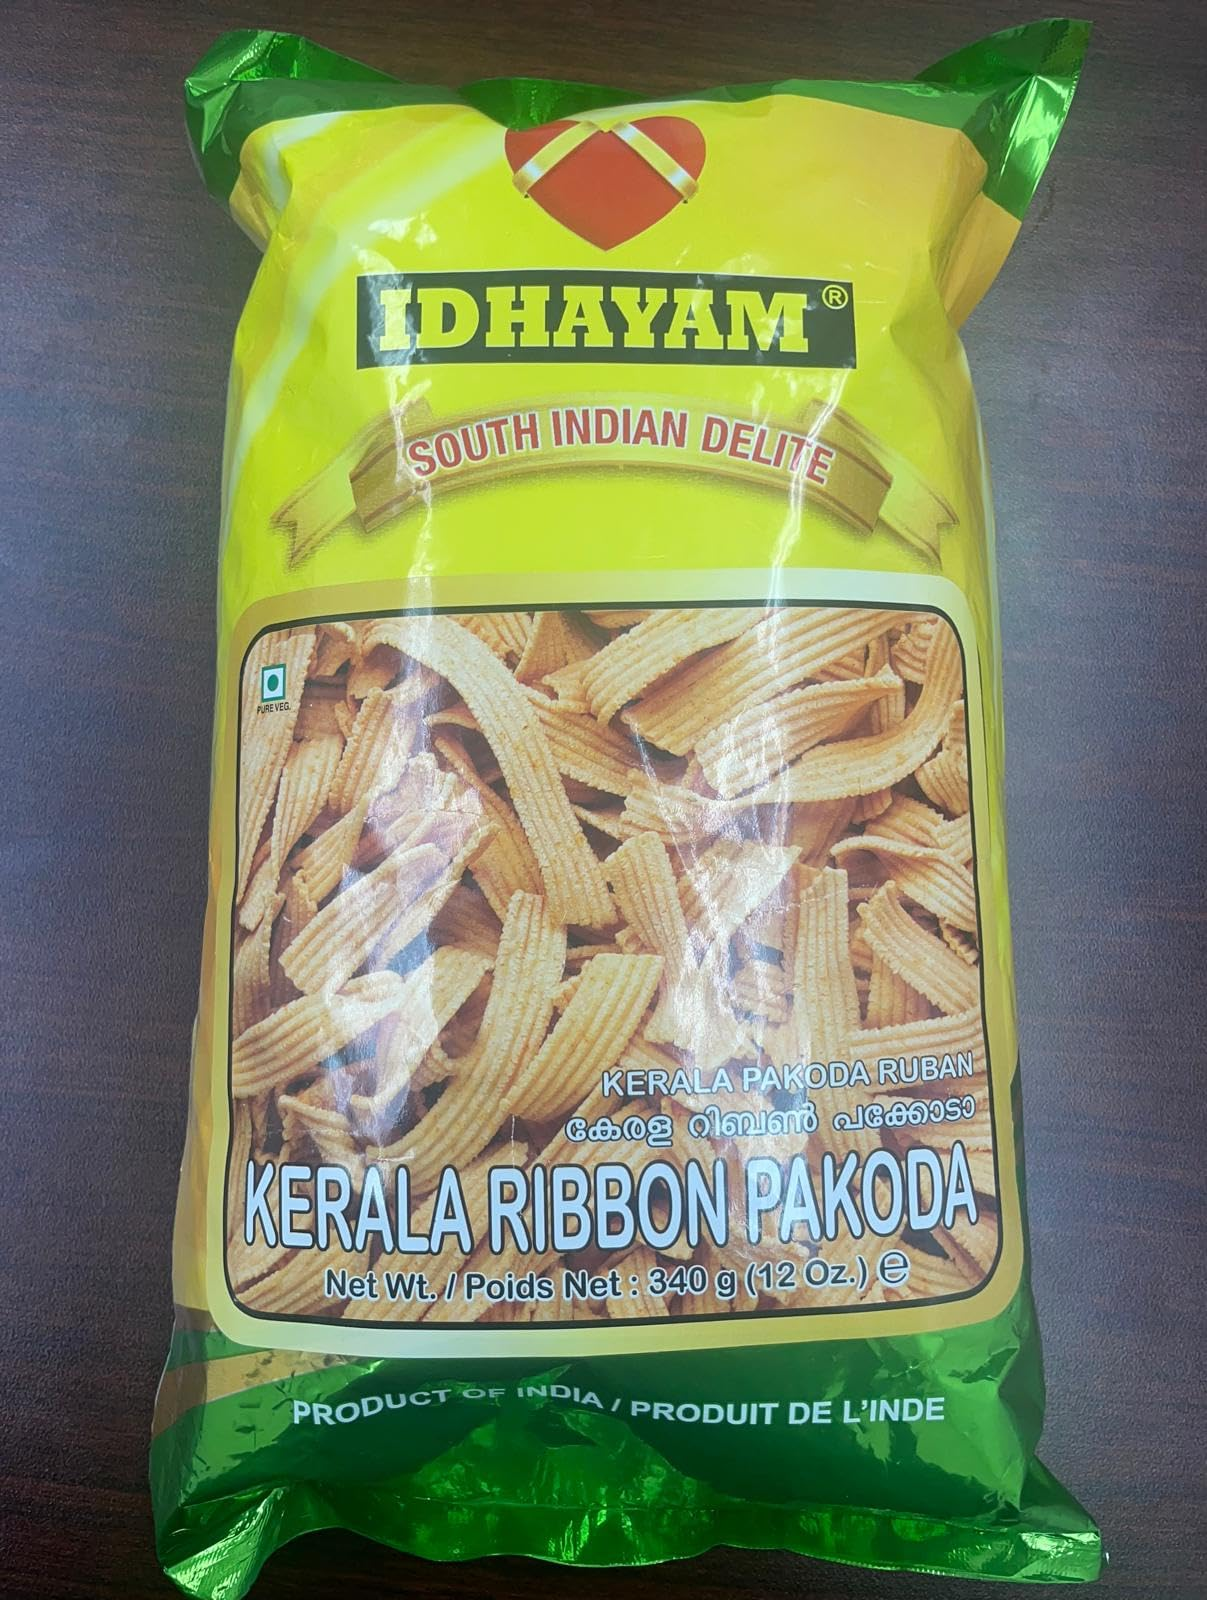 IDHAYAM®
SOUTH INDIAN DELITE
PURE VEG.
KERALA PAKODA RUBAN
കേരള റിബൺ പക്കോടാ
KERALA RIBBON PAKODA
Net Wt. / Poids Net : 340 g (12 Oz.) ℮
PRODUCT OF INDIA / PRODUIT DE L'INDE